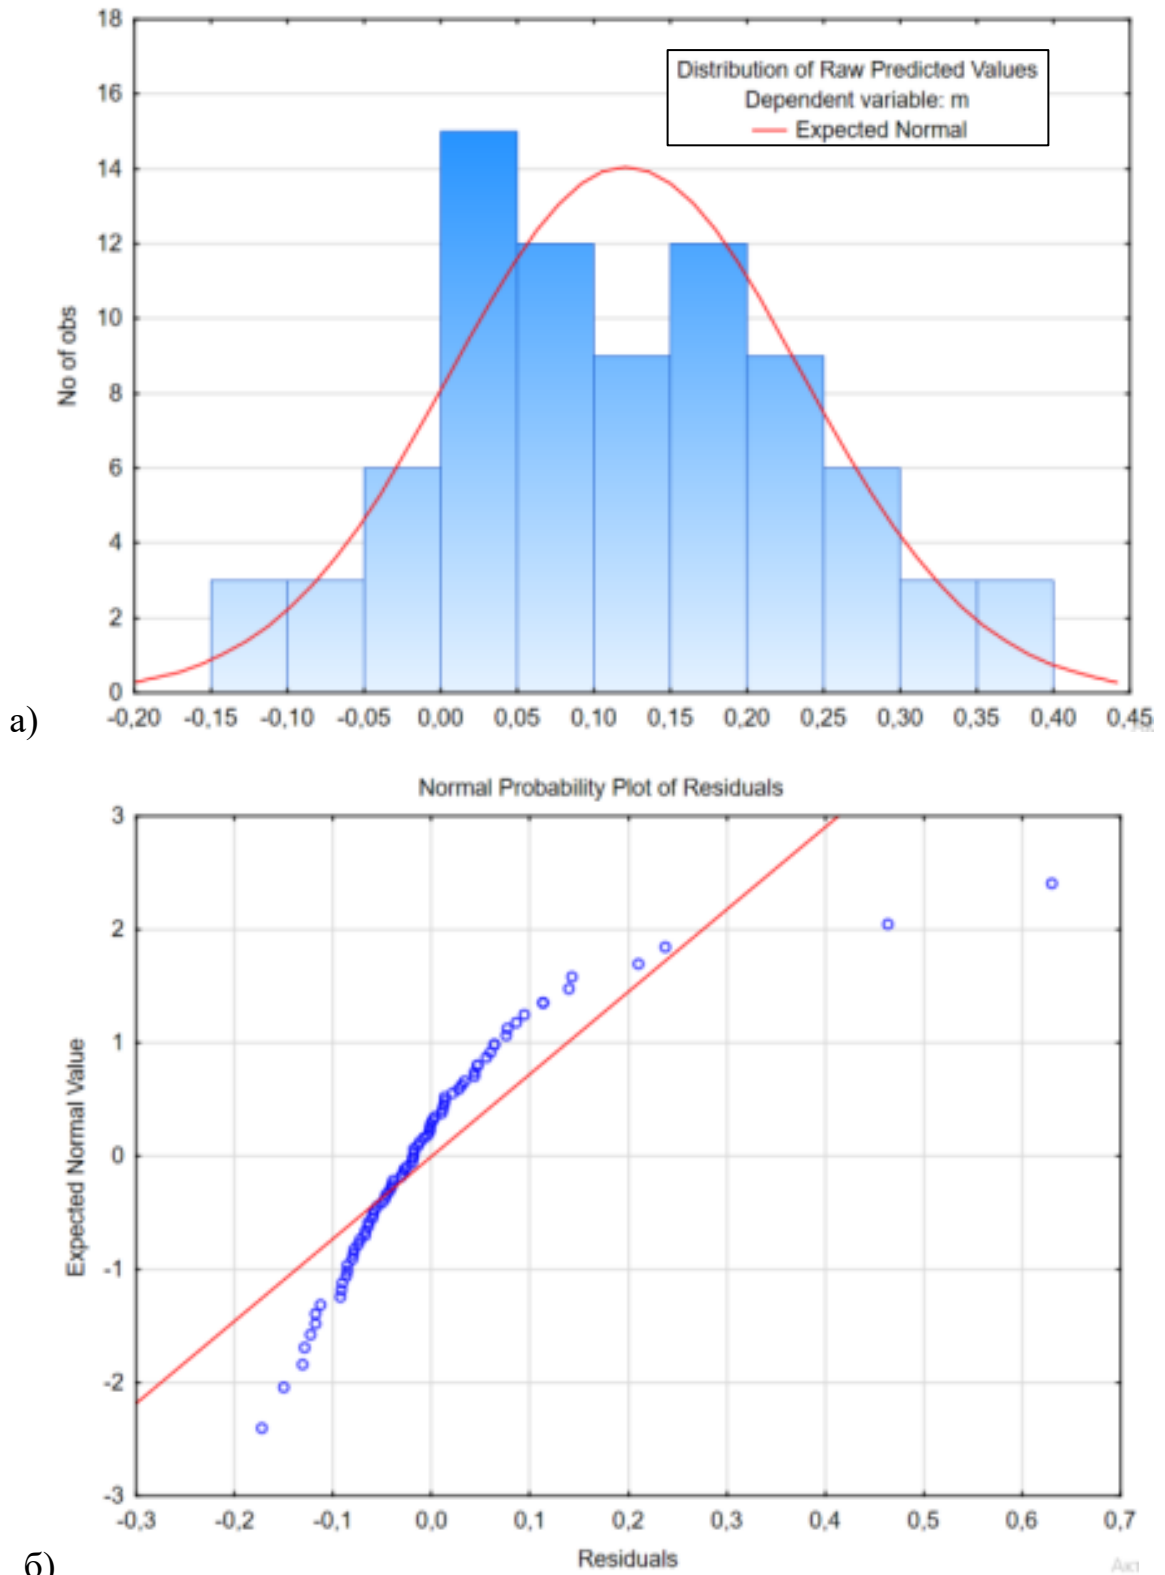 18
16
14
12
10
8
6
4
2
0
No of obs
Distribution of Raw Predicted Values
Dependent variable: m
Expected Normal
-0,20 -0,15 -0,10 -0,05 0,00 0,05 0,10 0,15 0,20 0,25 0,30 0,35 0,40 0,45
а)
Normal Probability Plot of Residuals
3
2
1
0
-1
-2
-3
Expected Normal Value
-0,3 -0,2 -0,1 0,0 0,1 0,2 0,3 0,4 0,5 0,6 0,7
Residuals
б)